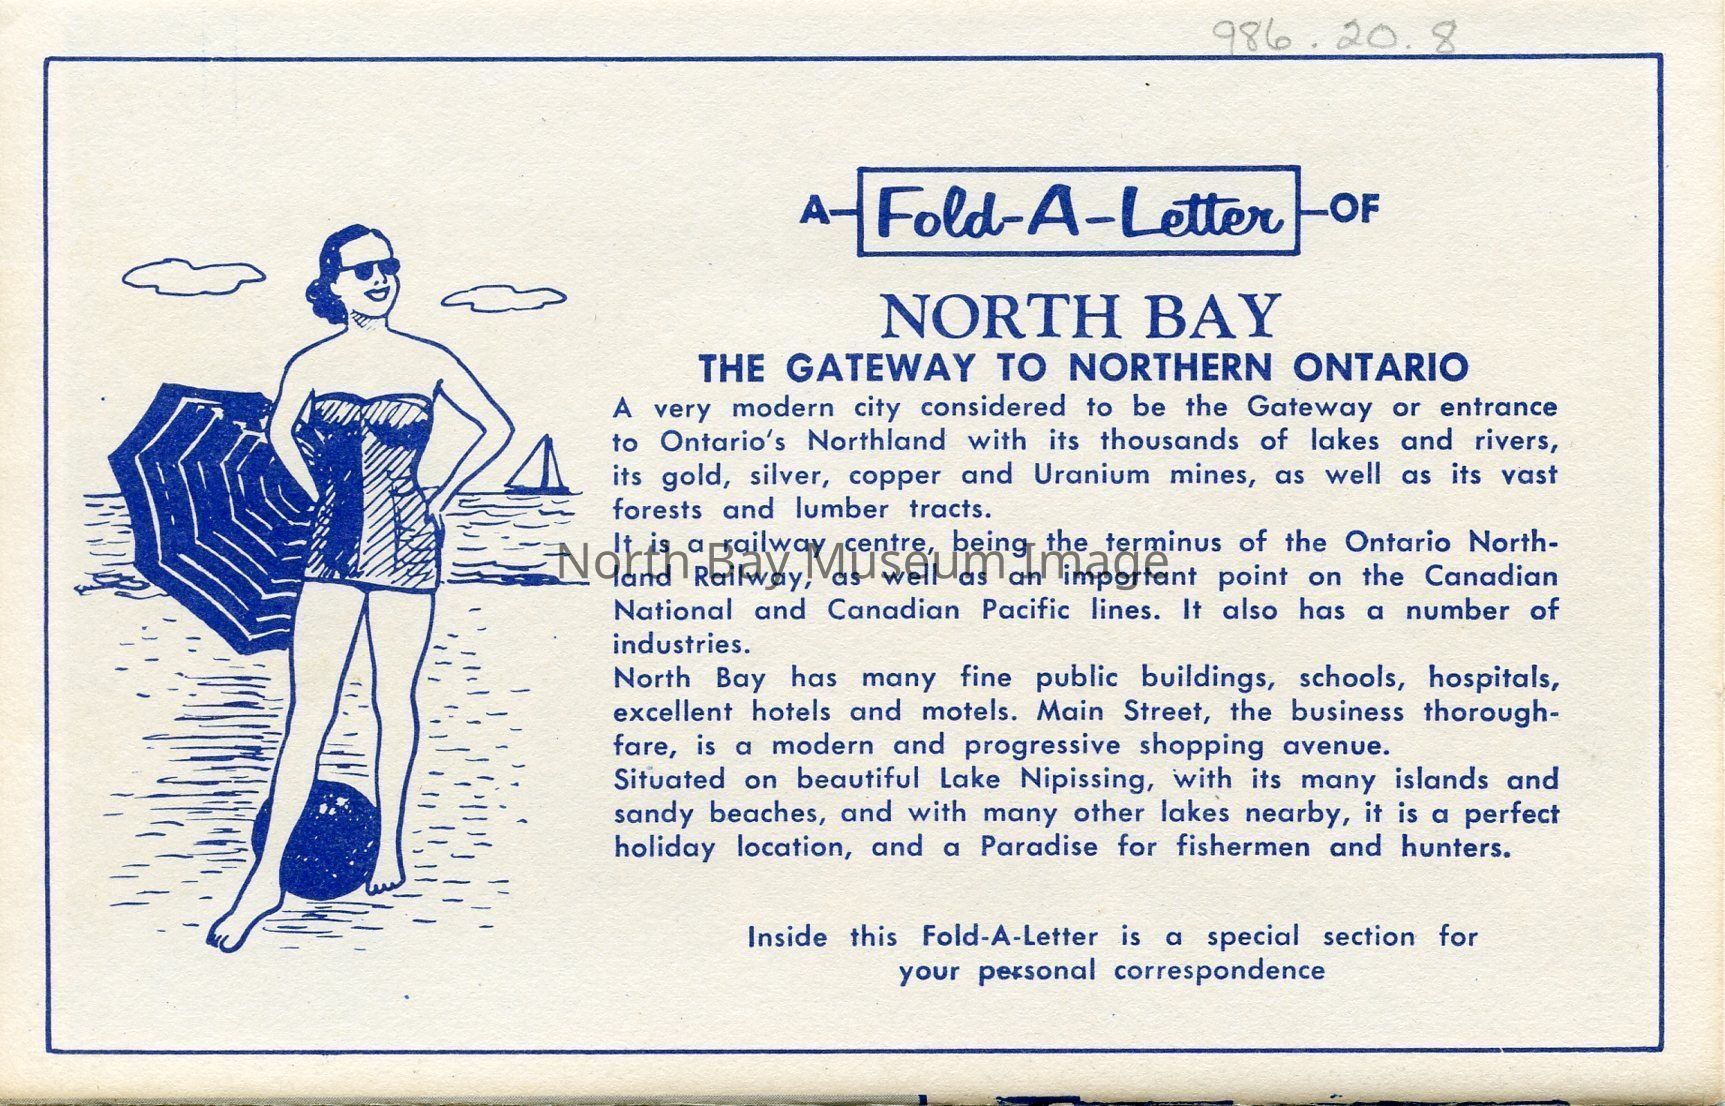 986.20.8
A-Fold-A-Letter-OF
NORTH BAY
THE GATEWAY TO NORTHERN ONTARIO
A very modern city considered to be the Gateway or entrance
to Ontario's Northland with its thousands of lakes and rivers,
its gold, silver, copper and Uranium mines, as well as its vast
forests and lumber tracts.
It is a railway centre, being the terminus of the Ontario North-
North Bay Museum Image
land Railway, as well as an important point on the Canadian
National and Canadian Pacific lines. It also has a number of
industries.
North Bay has many fine public buildings, schools, hospitals,
excellent hotels and motels. Main Street, the business thorough-
fare, is a modern and progressive shopping avenue.
Situated on beautiful Lake Nipissing, with its many islands and
sandy beaches, and with many other lakes nearby, it is a perfect
holiday location, and a Paradise for fishermen and hunters.
Inside this Fold-A-Letter is a special section for
your personal correspondence